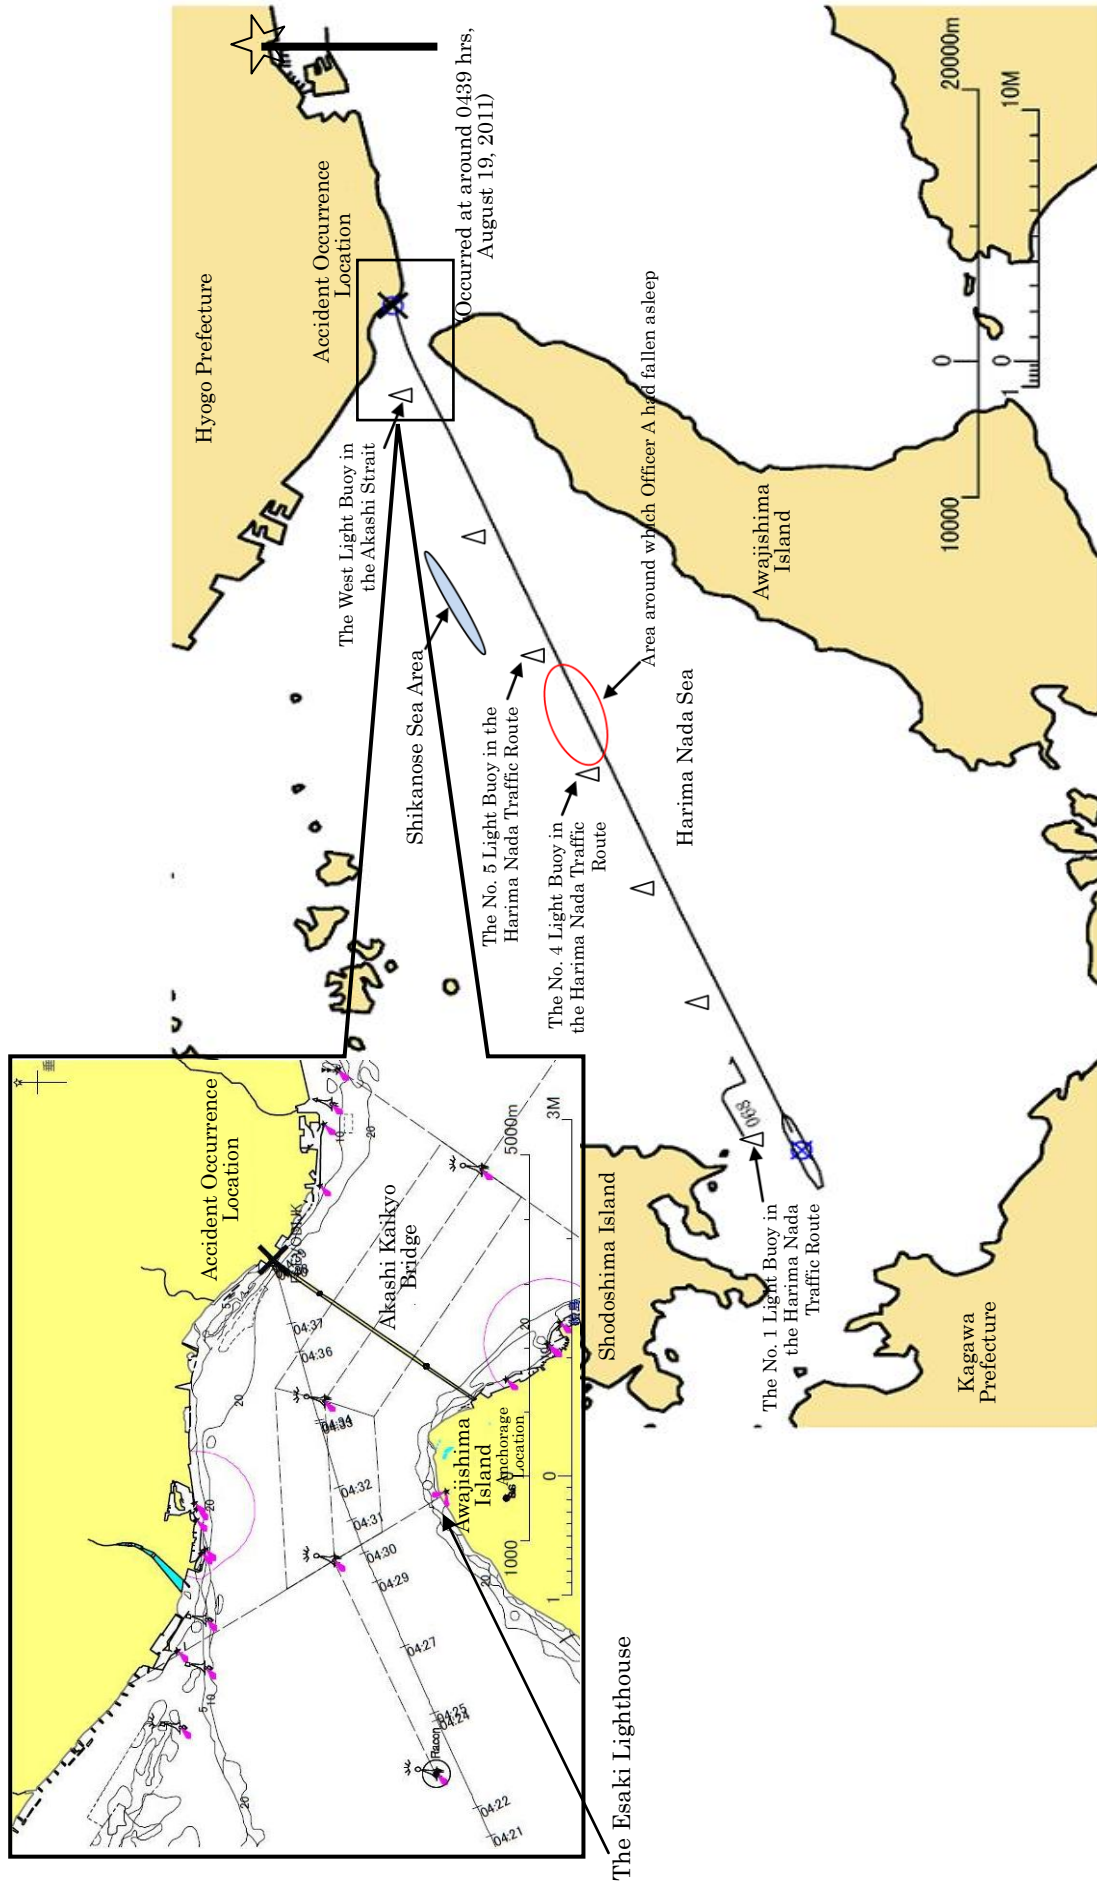 Hyogo Prefecture
Accident Occurrence
Location
(Occurred at around 0439 hrs,
August 19, 2011)
The West Light Buoy in
the Akashi Strait
Shikanose Sea Area
The No. 5 Light Buoy in the
Harima Nada Traffic Route
The No. 4 Light Buoy in
the Harima Nada Traffic
Route
Area around which Officer A had fallen asleep
Harima Nada Sea
Awajishima
Island
10000
0
20000m
1
0
10M
068
The No. 1 Light Buoy in
the Harima Nada
Traffic Route
Shodoshima Island
Kagawa
Prefecture
Accident Occurrence
Location
Akashi Kaikyo
Bridge
Awajishima
Island
Anchorage
Location
The Esaki Lighthouse
Racon
04:21
04:22
04:24
04:25
04:27
04:29
04:30
04:31
04:32
04:33
04:36
04:37
5
10
20
20
20
20
20
5
10
20
1000
0
5000m
1
3M